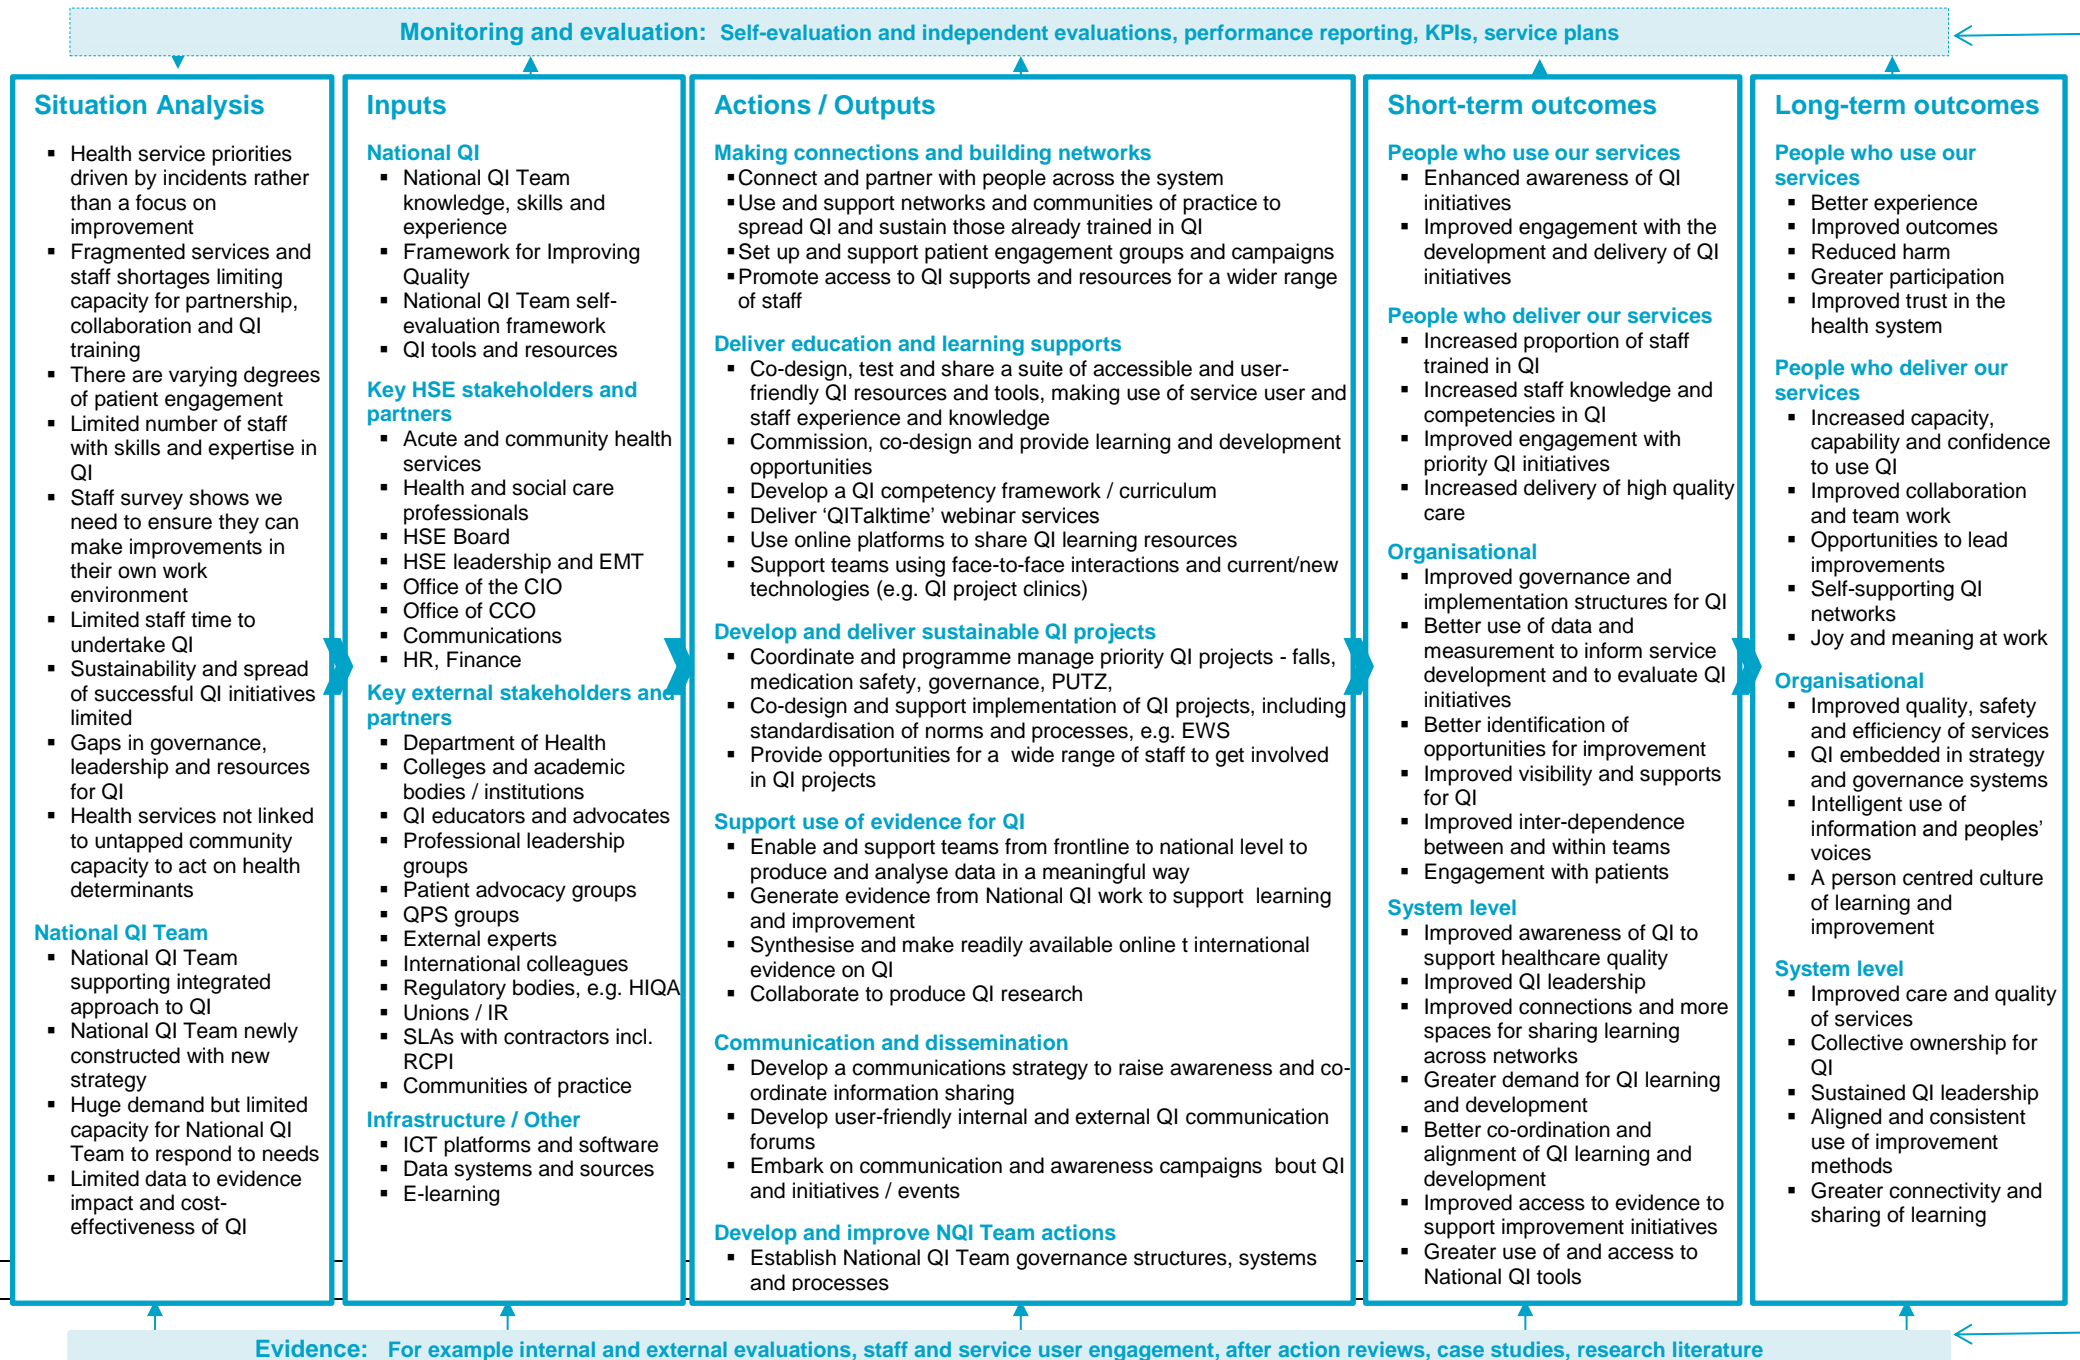 Monitoring and evaluation: Self-evaluation and independent evaluations, performance reporting, KPIs, service plans
Situation Analysis
▪ Health service priorities
driven by incidents rather
than a focus on
improvement
▪ Fragmented services and
staff shortages limiting
capacity for partnership,
collaboration and QI
training
▪ There are varying degrees
of patient engagement
▪ Limited number of staff
with skills and expertise in
QI
▪ Staff survey shows we
need to ensure they can
make improvements in
their own work
environment
▪ Limited staff time to
undertake QI
▪ Sustainability and spread
of successful QI initiatives
limited
▪ Gaps in governance,
leadership and resources
for QI
▪ Health services not linked
to untapped community
capacity to act on health
determinants
National QI Team
▪ National QI Team
supporting integrated
approach to QI
▪ National QI Team newly
constructed with new
strategy
▪ Huge demand but limited
capacity for National QI
Team to respond to needs
▪ Limited data to evidence
impact and cost-
effectiveness of QI
Inputs
National QI
▪ National QI Team
knowledge, skills and
experience
▪ Framework for Improving
Quality
▪ National QI Team self-
evaluation framework
▪ QI tools and resources
Key HSE stakeholders and
partners
▪ Acute and community health
services
▪ Health and social care
professionals
▪ HSE Board
▪ HSE leadership and EMT
▪ Office of the CIO
▪ Office of CCO
▪ Communications
▪ HR, Finance
Key external stakeholders and
partners
▪ Department of Health
▪ Colleges and academic
bodies / institutions
▪ QI educators and advocates
▪ Professional leadership
groups
▪ Patient advocacy groups
▪ QPS groups
▪ External experts
▪ International colleagues
▪ Regulatory bodies, e.g. HIQA
▪ Unions / IR
▪ SLAs with contractors incl.
RCPI
▪ Communities of practice
Infrastructure / Other
▪ ICT platforms and software
▪ Data systems and sources
▪ E-learning
Actions / Outputs
Making connections and building networks
▪ Connect and partner with people across the system
▪ Use and support networks and communities of practice to
spread QI and sustain those already trained in QI
▪ Set up and support patient engagement groups and campaigns
▪ Promote access to QI supports and resources for a wider range
of staff
Deliver education and learning supports
▪ Co-design, test and share a suite of accessible and user-
friendly QI resources and tools, making use of service user and
staff experience and knowledge
▪ Commission, co-design and provide learning and development
opportunities
▪ Develop a QI competency framework / curriculum
▪ Deliver ‘QITalktime’ webinar services
▪ Use online platforms to share QI learning resources
▪ Support teams using face-to-face interactions and current/new
technologies (e.g. QI project clinics)
Develop and deliver sustainable QI projects
▪ Coordinate and programme manage priority QI projects - falls,
medication safety, governance, PUTZ,
▪ Co-design and support implementation of QI projects, including
standardisation of norms and processes, e.g. EWS
▪ Provide opportunities for a wide range of staff to get involved
in QI projects
Support use of evidence for QI
▪ Enable and support teams from frontline to national level to
produce and analyse data in a meaningful way
▪ Generate evidence from National QI work to support learning
and improvement
▪ Synthesise and make readily available online t international
evidence on QI
▪ Collaborate to produce QI research
Communication and dissemination
▪ Develop a communications strategy to raise awareness and co-
ordinate information sharing
▪ Develop user-friendly internal and external QI communication
forums
▪ Embark on communication and awareness campaigns bout QI
and initiatives / events
Develop and improve NQI Team actions
▪ Establish National QI Team governance structures, systems
and processes
Short-term outcomes
People who use our services
▪ Enhanced awareness of QI
initiatives
▪ Improved engagement with the
development and delivery of QI
initiatives
People who deliver our services
▪ Increased proportion of staff
trained in QI
▪ Increased staff knowledge and
competencies in QI
▪ Improved engagement with
priority QI initiatives
▪ Increased delivery of high quality
care
Organisational
▪ Improved governance and
implementation structures for QI
▪ Better use of data and
measurement to inform service
development and to evaluate QI
initiatives
▪ Better identification of
opportunities for improvement
▪ Improved visibility and supports
for QI
▪ Improved inter-dependence
between and within teams
▪ Engagement with patients
System level
▪ Improved awareness of QI to
support healthcare quality
▪ Improved QI leadership
▪ Improved connections and more
spaces for sharing learning
across networks
▪ Greater demand for QI learning
and development
▪ Better co-ordination and
alignment of QI learning and
development
▪ Improved access to evidence to
support improvement initiatives
▪ Greater use of and access to
National QI tools
Long-term outcomes
People who use our
services
▪ Better experience
▪ Improved outcomes
▪ Reduced harm
▪ Greater participation
▪ Improved trust in the
health system
People who deliver our
services
▪ Increased capacity,
capability and confidence
to use QI
▪ Improved collaboration
and team work
▪ Opportunities to lead
improvements
▪ Self-supporting QI
networks
▪ Joy and meaning at work
Organisational
▪ Improved quality, safety
and efficiency of services
▪ QI embedded in strategy
and governance systems
▪ Intelligent use of
information and peoples’
voices
▪ A person centred culture
of learning and
improvement
System level
▪ Improved care and quality
of services
▪ Collective ownership for
QI
▪ Sustained QI leadership
▪ Aligned and consistent
use of improvement
methods
▪ Greater connectivity and
sharing of learning
Evidence: For example internal and external evaluations, staff and service user engagement, after action reviews, case studies, research literature